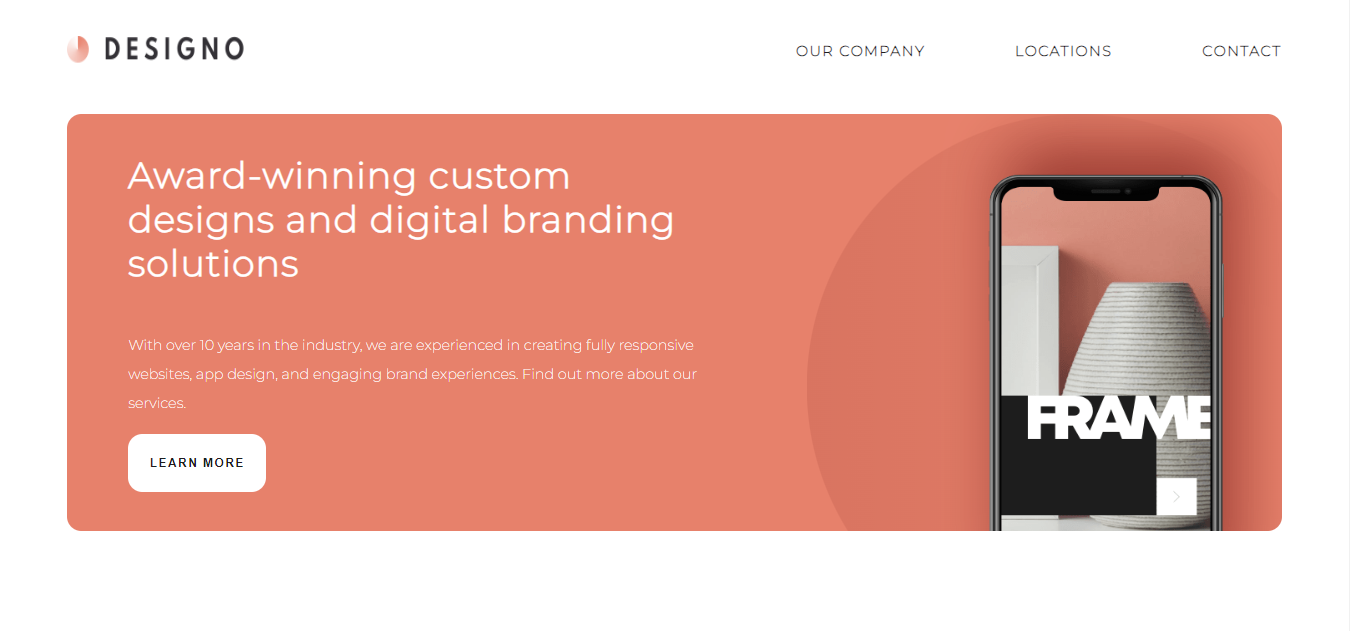 DESIGNO
OUR COMPANY
LOCATIONS
CONTACT
Award-winning custom
designs and digital branding
solutions
With over 10 years in the industry, we are experienced in creating fully responsive
websites, app design, and engaging brand experiences. Find out more about our
services.
LEARN MORE
FRAME